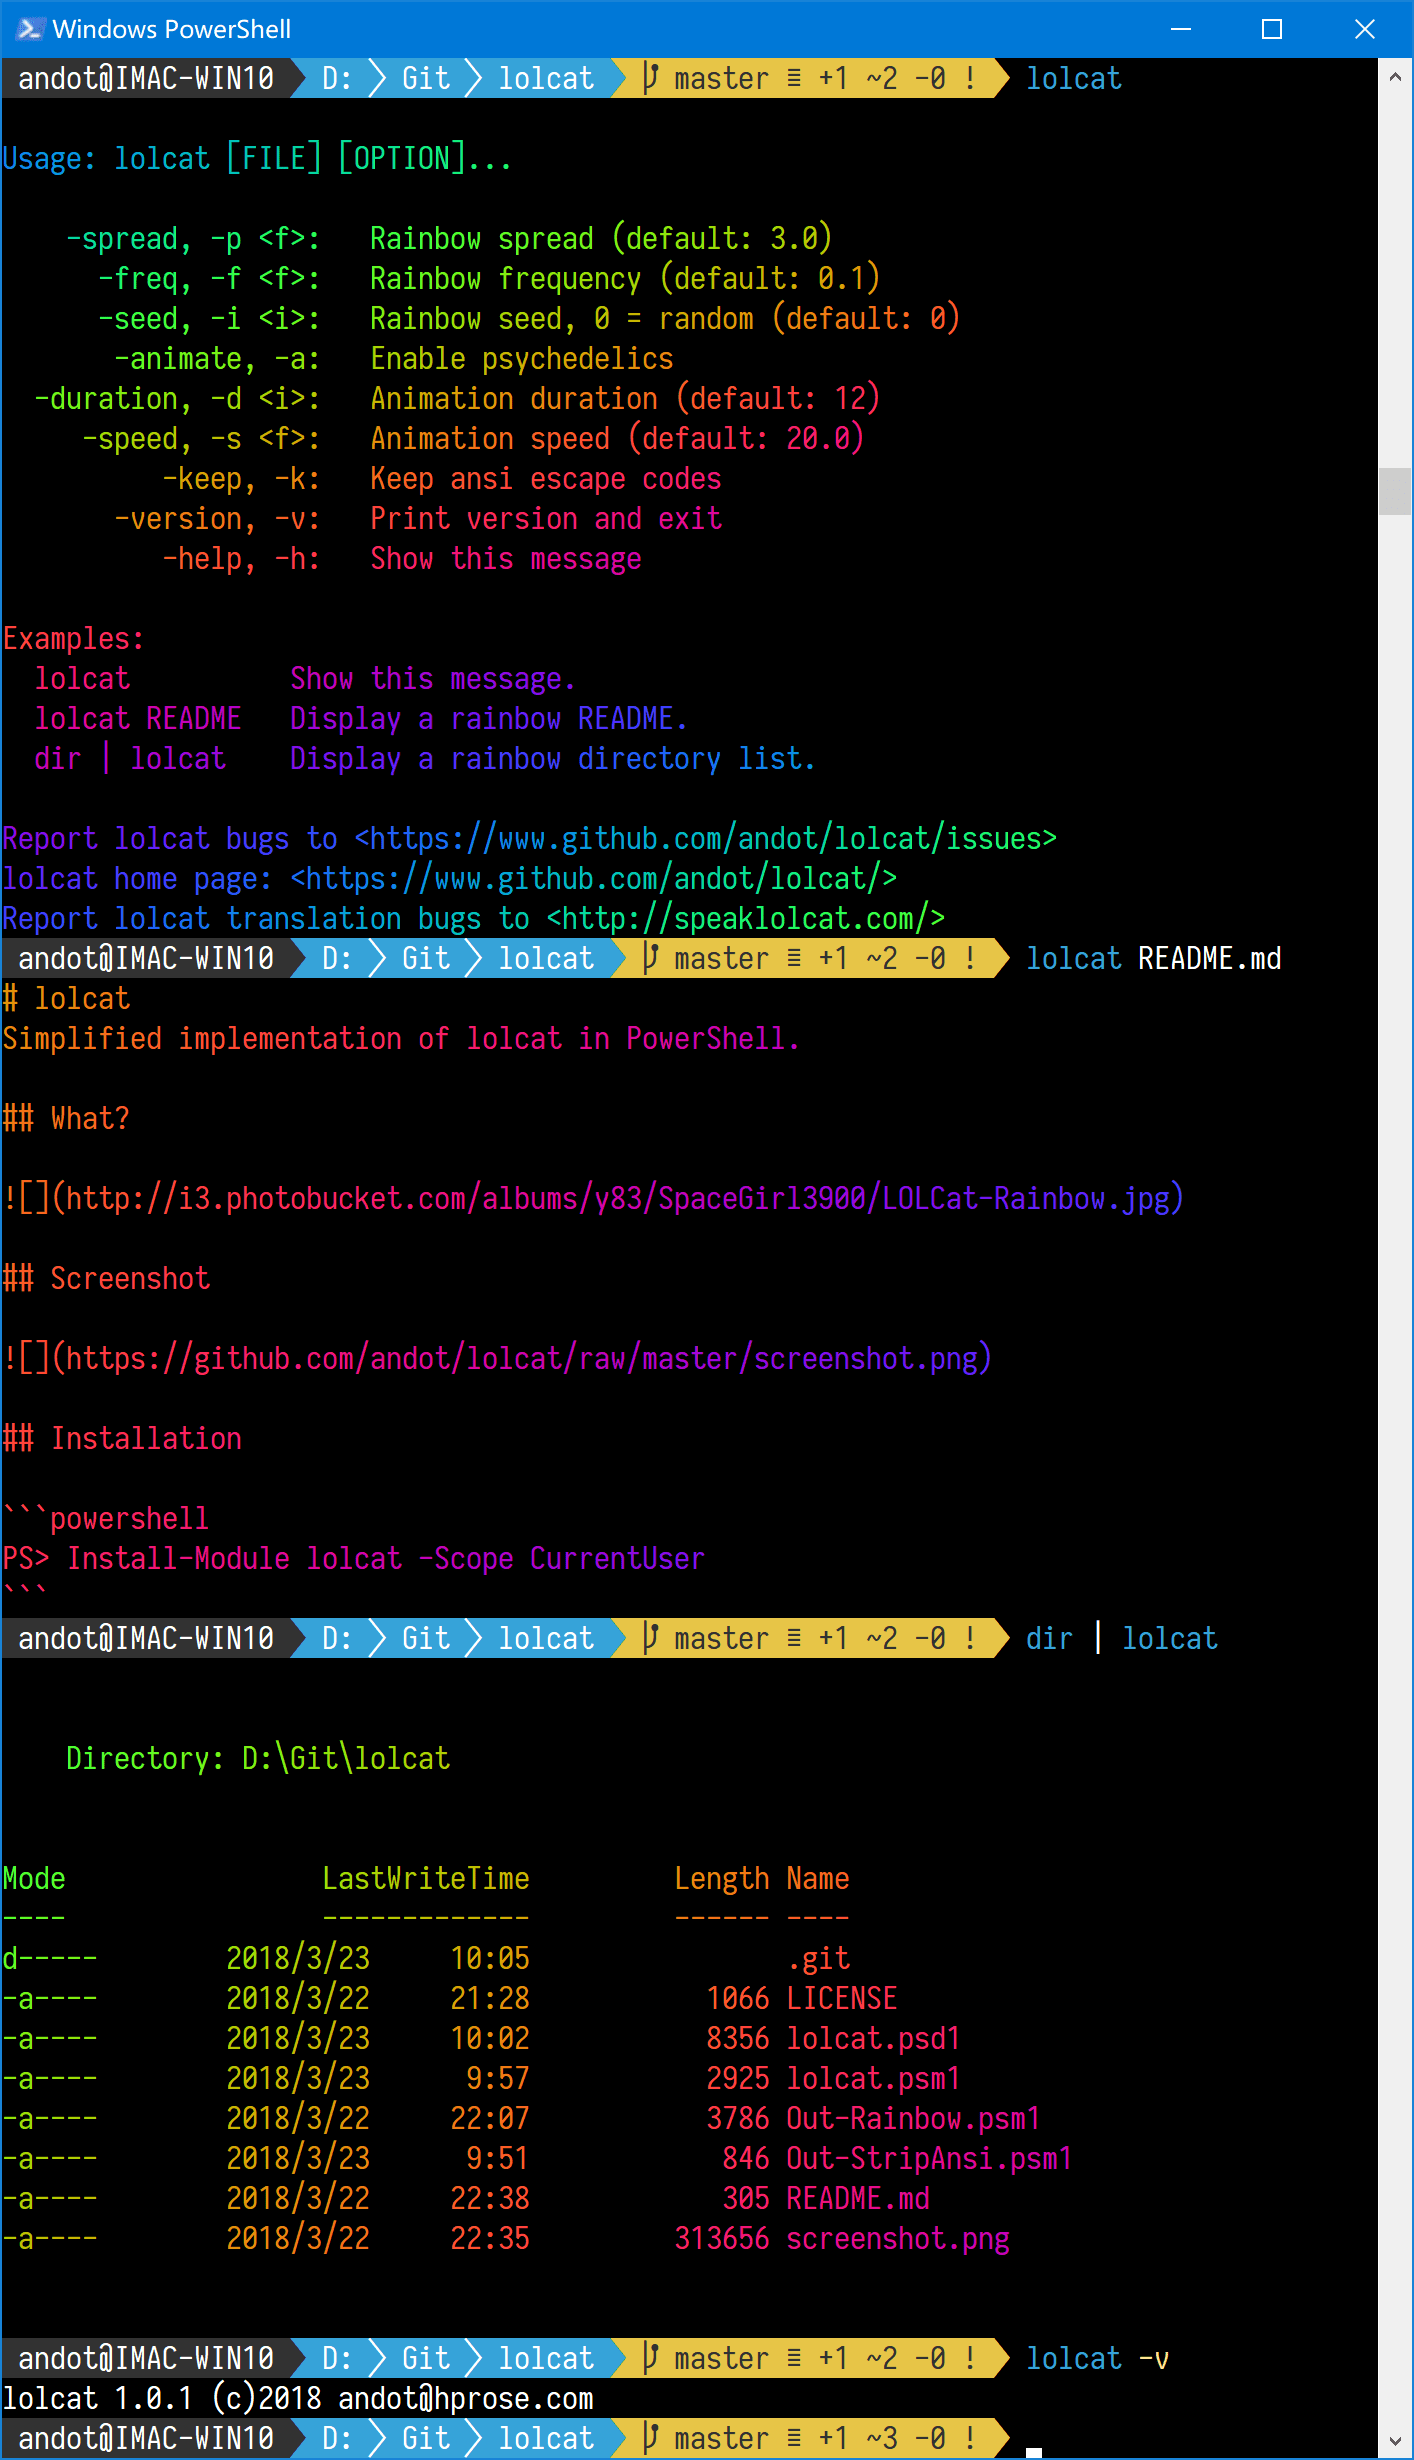 Windows PowerShell
andot@IMAC-WIN10 D: Git lolcat master ≡ +1 ~2 -0 ! lolcat
Usage: lolcat [FILE] [OPTION]...
-spread, -p <f>: Rainbow spread (default: 3.0)
-freq, -f <f>: Rainbow frequency (default: 0.1)
-seed, -i <i>: Rainbow seed, 0 = random (default: 0)
-animate, -a: Enable psychedelics
-duration, -d <i>: Animation duration (default: 12)
-speed, -s <f>: Animation speed (default: 20.0)
-keep, -k: Keep ansi escape codes
-version, -v: Print version and exit
-help, -h: Show this message
Examples:
lolcat Show this message.
lolcat README Display a rainbow README.
dir | lolcat Display a rainbow directory list.
Report lolcat bugs to <https://www.github.com/andot/lolcat/issues>
lolcat home page: <https://www.github.com/andot/lolcat/>
Report lolcat translation bugs to <http://speaklolcat.com/>
andot@IMAC-WIN10 D: Git lolcat master ≡ +1 ~2 -0 ! lolcat README.md
# lolcat
Simplified implementation of lolcat in PowerShell.
## What?
![](http://i3.photobucket.com/albums/y83/SpaceGirl3900/LOLCat-Rainbow.jpg)
## Screenshot
![](https://github.com/andot/lolcat/raw/master/screenshot.png)
## Installation
```powershell
PS> Install-Module lolcat -Scope CurrentUser
```
andot@IMAC-WIN10 D: Git lolcat master ≡ +1 ~2 -0 ! dir | lolcat
Directory: D:\Git\lolcat
Mode LastWriteTime Length Name
---- ------------- ------ ----
d----- 2018/3/23 10:05 .git
-a---- 2018/3/22 21:28 1066 LICENSE
-a---- 2018/3/23 10:02 8356 lolcat.psd1
-a---- 2018/3/23 9:57 2925 lolcat.psm1
-a---- 2018/3/22 22:07 3786 Out-Rainbow.psm1
-a---- 2018/3/23 9:51 846 Out-StripAnsi.psm1
-a---- 2018/3/22 22:38 305 README.md
-a---- 2018/3/22 22:35 313656 screenshot.png
andot@IMAC-WIN10 D: Git lolcat master ≡ +1 ~2 -0 ! lolcat -v
lolcat 1.0.1 (c)2018 andot@hprose.com
andot@IMAC-WIN10 D: Git lolcat master ≡ +1 ~3 -0 !